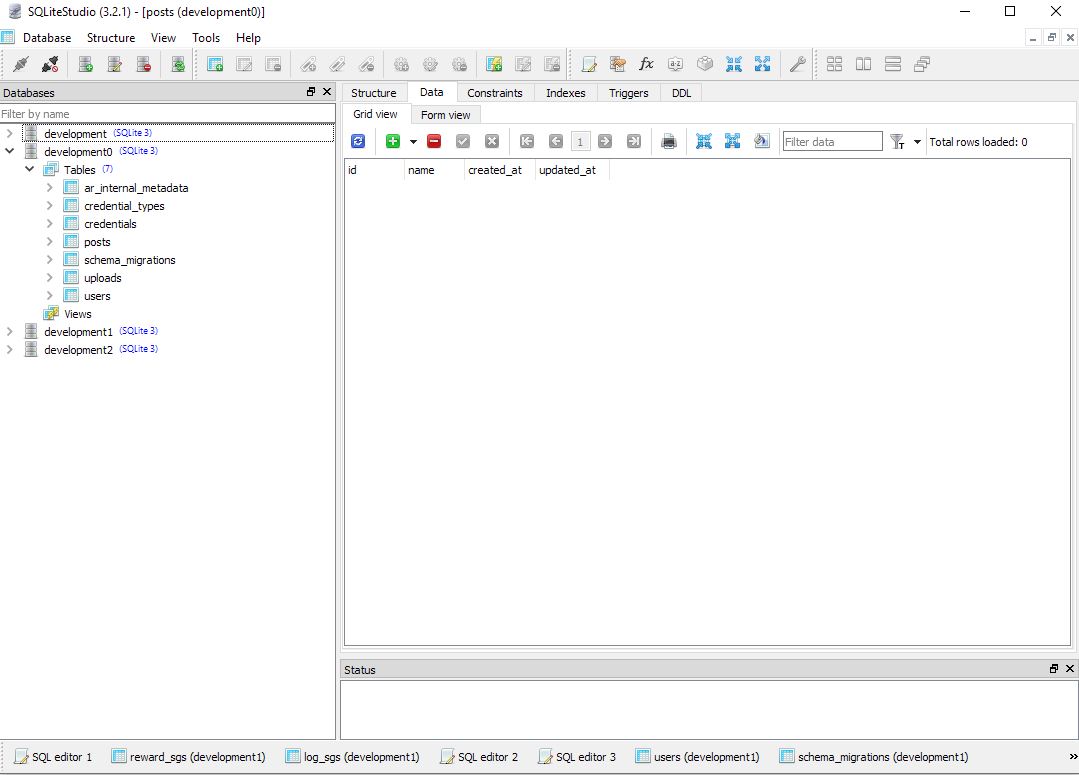 SQLiteStudio (3.2.1) - [posts (development0)]
Database Structure View Tools Help
Databases
Filter by name
development (SQLite 3)
development0 (SQLite 3)
Tables (7)
ar_internal_metadata
credential_types
credentials
posts
schema_migrations
uploads
users
Views
development1 (SQLite 3)
development2 (SQLite 3)
Structure Data Constraints Indexes Triggers DDL
Grid view Form view
1 Filter data T Total rows loaded: 0
id name created_at updated_at
Status
SQL editor 1 reward_sgs (development1) log_sgs (development1) SQL editor 2 SQL editor 3 users (development1) schema_migrations (development1) »